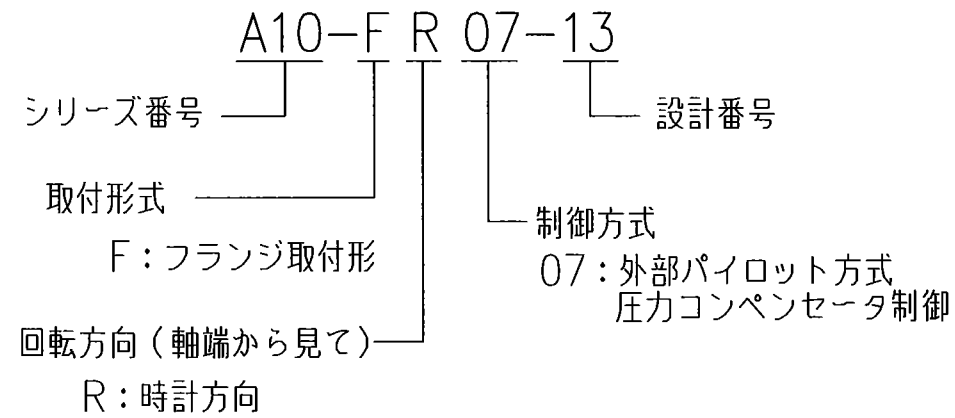 A10-FR07-13
シリーズ番号
設計番号
取付形式
F：フランジ取付形
制御方式
07：外部パイロット方式
圧力コンペンセータ制御
回転方向（軸端から見て）
R：時計方向